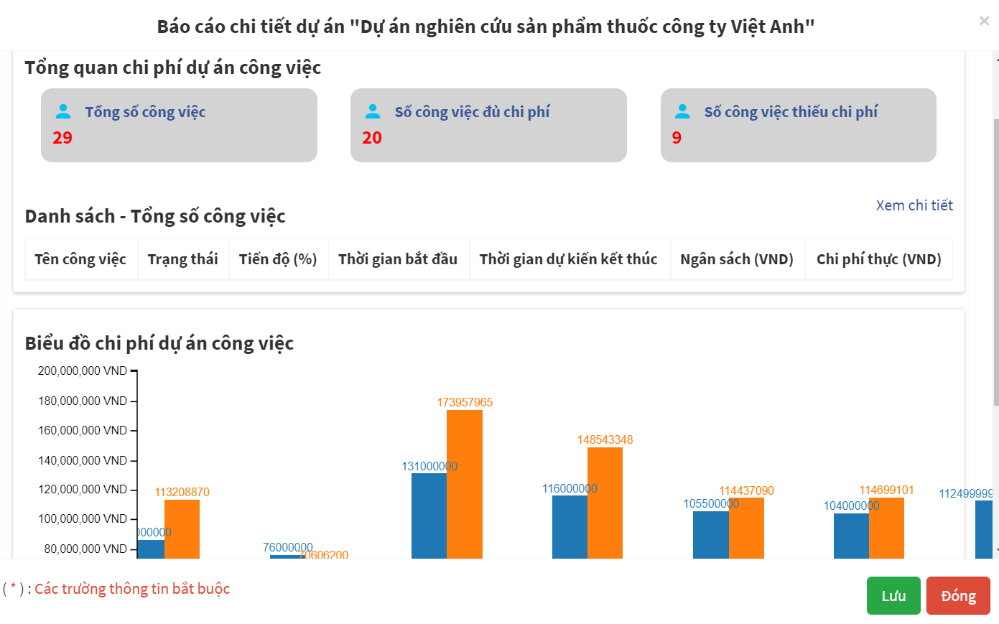 Báo cáo chi tiết dự án "Dự án nghiên cứu sản phẩm thuốc công ty Việt Anh"
×
Tổng quan chi phí dự án công việc
Tổng số công việc
29
Số công việc đủ chi phí
20
Số công việc thiếu chi phí
9
Xem chi tiết
Danh sách - Tổng số công việc
Tên công việc Trạng thái Tiến độ (%) Thời gian bắt đầu Thời gian dự kiến kết thúc Ngân sách (VND) Chi phí thực (VND)
Biểu đồ chi phí dự án công việc
200,000,000 VND
180,000,000 VND
173957965
160,000,000 VND
148543348
140,000,000 VND
131000000
120,000,000 VND
113208870
116000000
114437090
114699101
112499999
105500000
104000000
100,000,000 VND
80,000,000 VND
76000000
70606200
( * ) : Các trường thông tin bắt buộc
Lưu
Đóng